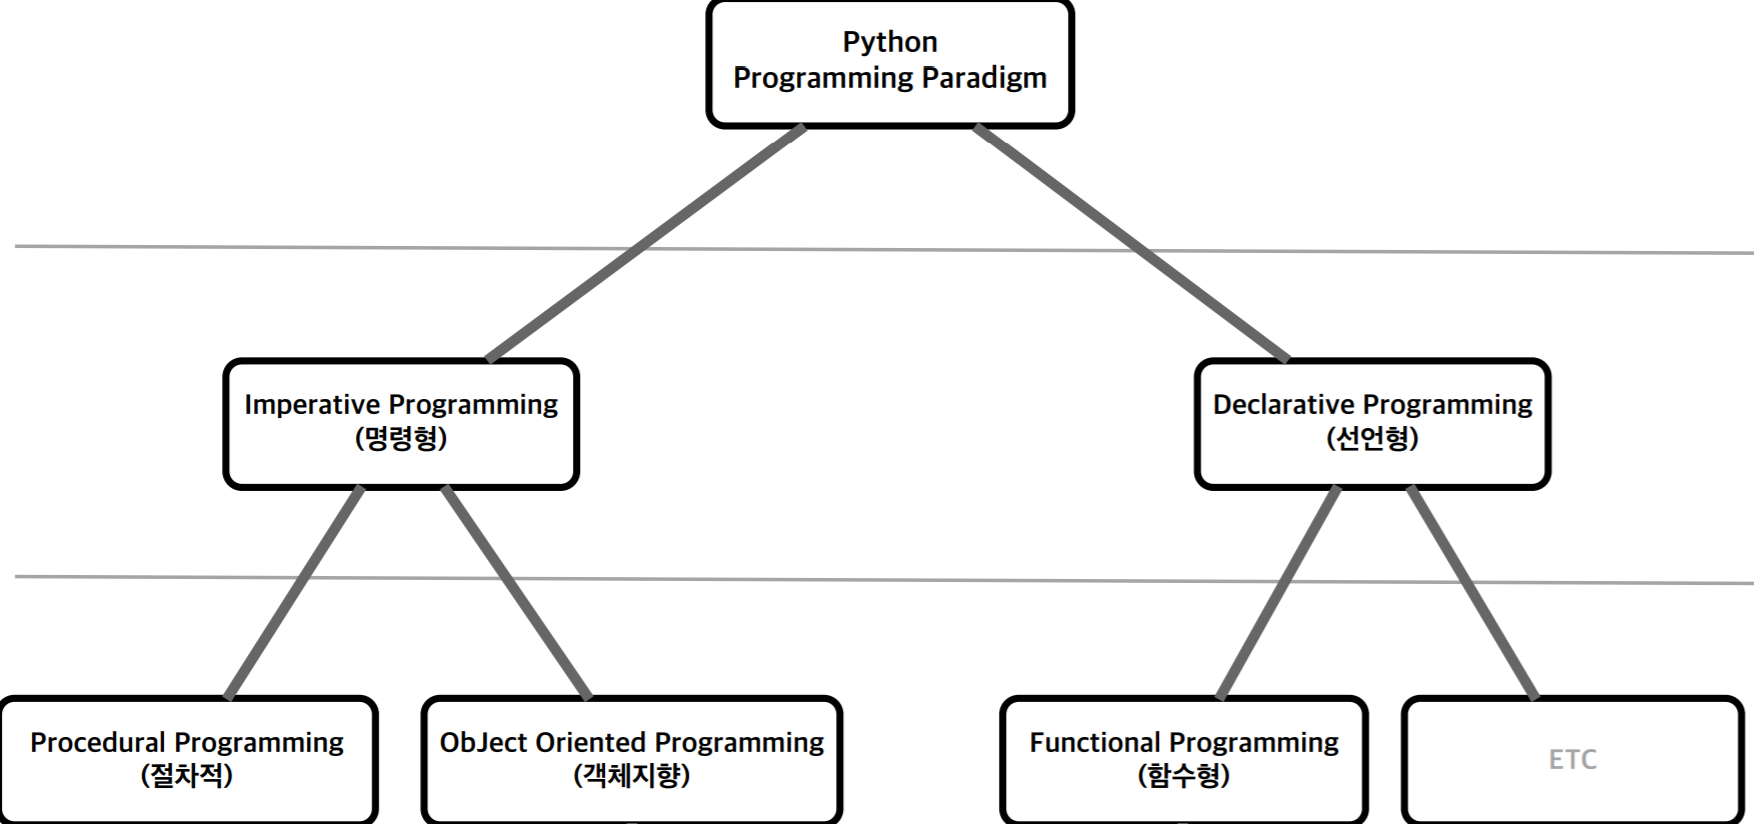 Python
Programming Paradigm
Imperative Programming
(명령형)
Declarative Programming
(선언형)
Procedural Programming
(절차적)
ObJect Oriented Programming
(객체지향)
Functional Programming
(함수형)
ETC